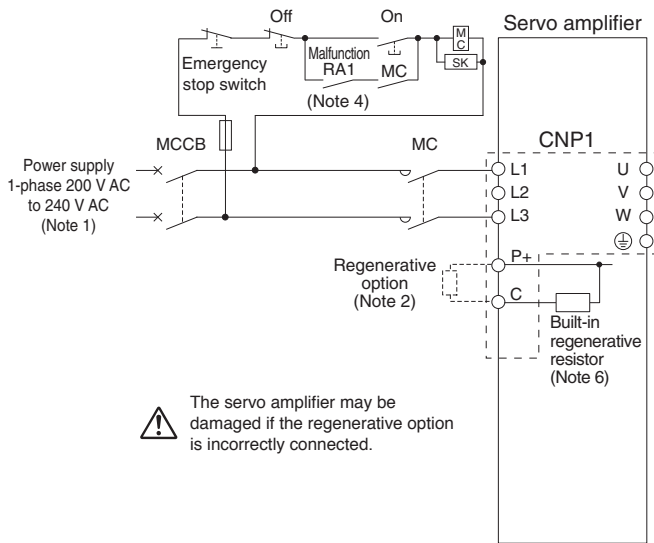 Off
On
M
C
SK
Servo amplifier
Emergency
stop switch
Malfunction
RA1
MC
(Note 4)
MCCB
MC
CNP1
Power supply
1-phase 200 V AC
to 240 V AC
(Note 1)
L1
U
L2
V
L3
W
P+
Regenerative
option
(Note 2)
C
Built-in
regenerative
resistor
(Note 6)
The servo amplifier may be
damaged if the regenerative option
is incorrectly connected.